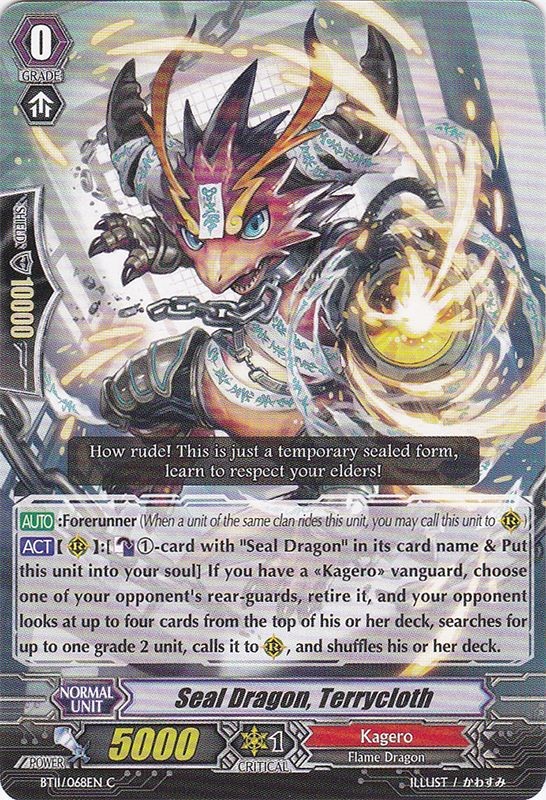 0
GRADE
SHIELD 10000
How rude! This is just a temporary sealed form,
learn to respect your elders!
AUTO :Forerunner (When a unit of the same clan rides this unit, you may call this unit to R)
ACT【R】:[①-card with "Seal Dragon" in its card name & Put
this unit into your soul] If you have a «Kagero» vanguard, choose
one of your opponent's rear-guards, retire it, and your opponent
looks at up to four cards from the top of his or her deck, searches for
up to one grade 2 unit, calls it to R, and shuffles his or her deck.
NORMAL
UNIT
Seal Dragon, Terrycloth
POWER 5000
1
CRITICAL
Kagero
Flame Dragon
BT11/068EN C
ILLUST / かわすみ